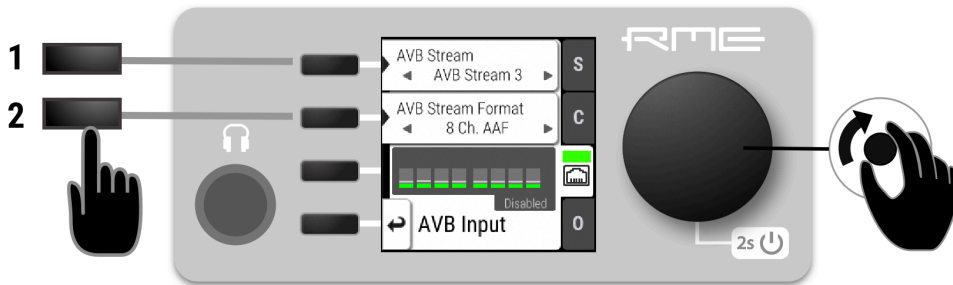 RME
1
AVB Stream
AVB Stream 3
S
2
AVB Stream Format
8 Ch. AAF
C
Disabled
AVB Input
O
2s